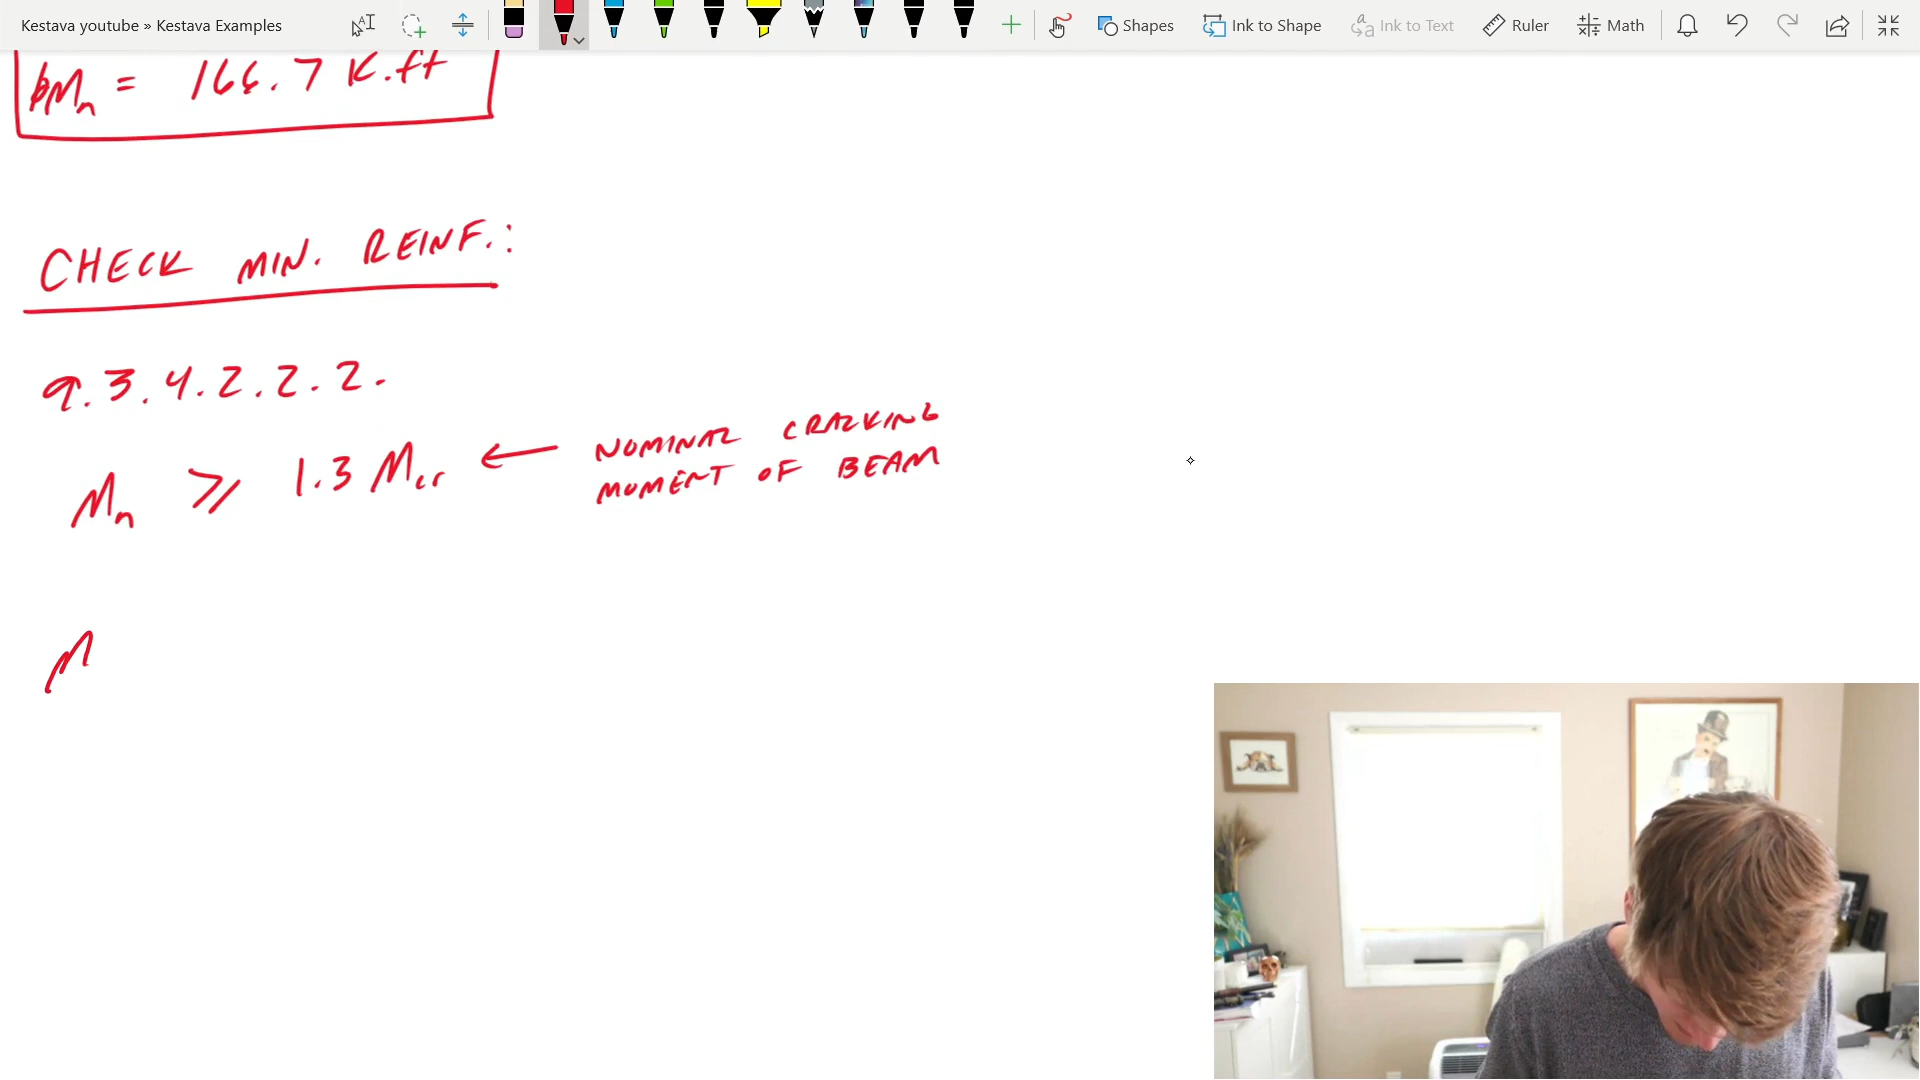 Kestava youtube » Kestava Examples
Shapes
Ink to Shape
Ink to Text
Ruler
Math
ϕMn = 166.7 K.ft
CHECK MIN. REINF.:
9.3.4.2.2.2.
Mn ⩾ 1.3 Mcr ← NOMINAL CRACKING
MOMENT OF BEAM
M